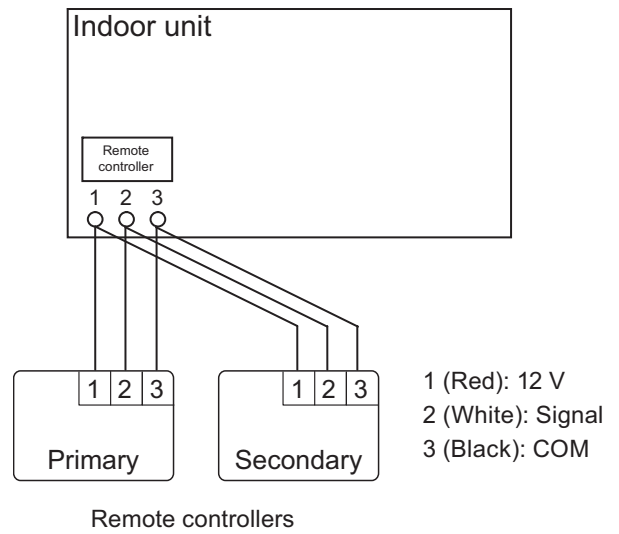 Indoor unit
Remote
controller
1 2 3
1 2 3
1 2 3
1 (Red): 12 V
2 (White): Signal
3 (Black): COM
Primary
Secondary
Remote controllers